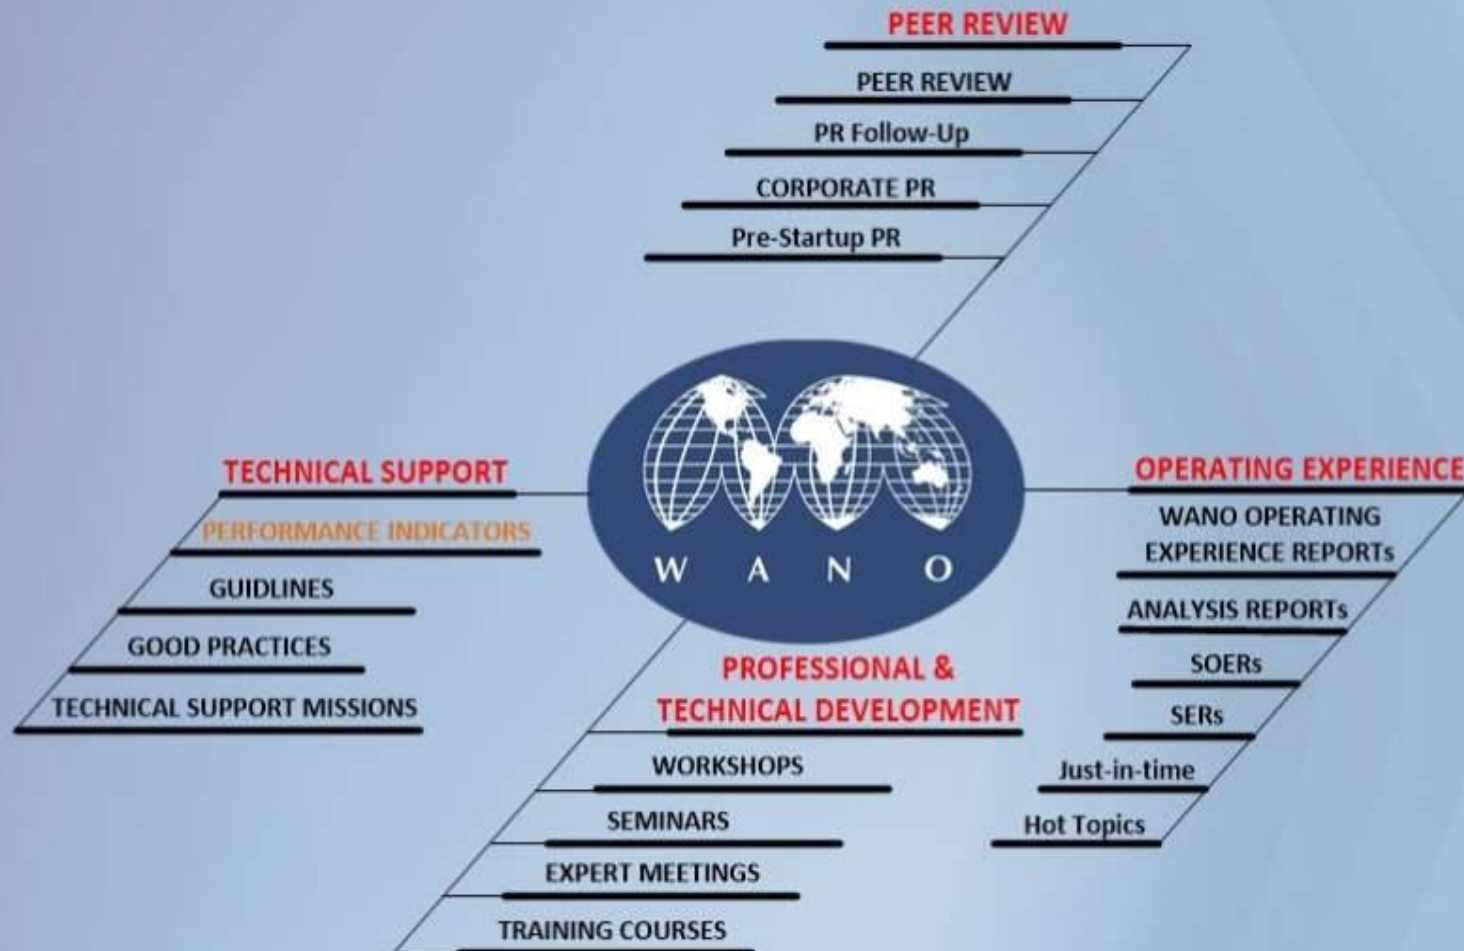 PEER REVIEW
PEER REVIEW
PR Follow-Up
CORPORATE PR
Pre-Startup PR
W A N O
TECHNICAL SUPPORT
PERFORMANCE INDICATORS
GUIDLINES
GOOD PRACTICES
TECHNICAL SUPPORT MISSIONS
OPERATING EXPERIENCE
WANO OPERATING
EXPERIENCE REPORTs
ANALYSIS REPORTs
SOERs
SERs
Just-in-time
Hot Topics
PROFESSIONAL &
TECHNICAL DEVELOPMENT
WORKSHOPS
SEMINARS
EXPERT MEETINGS
TRAINING COURSES